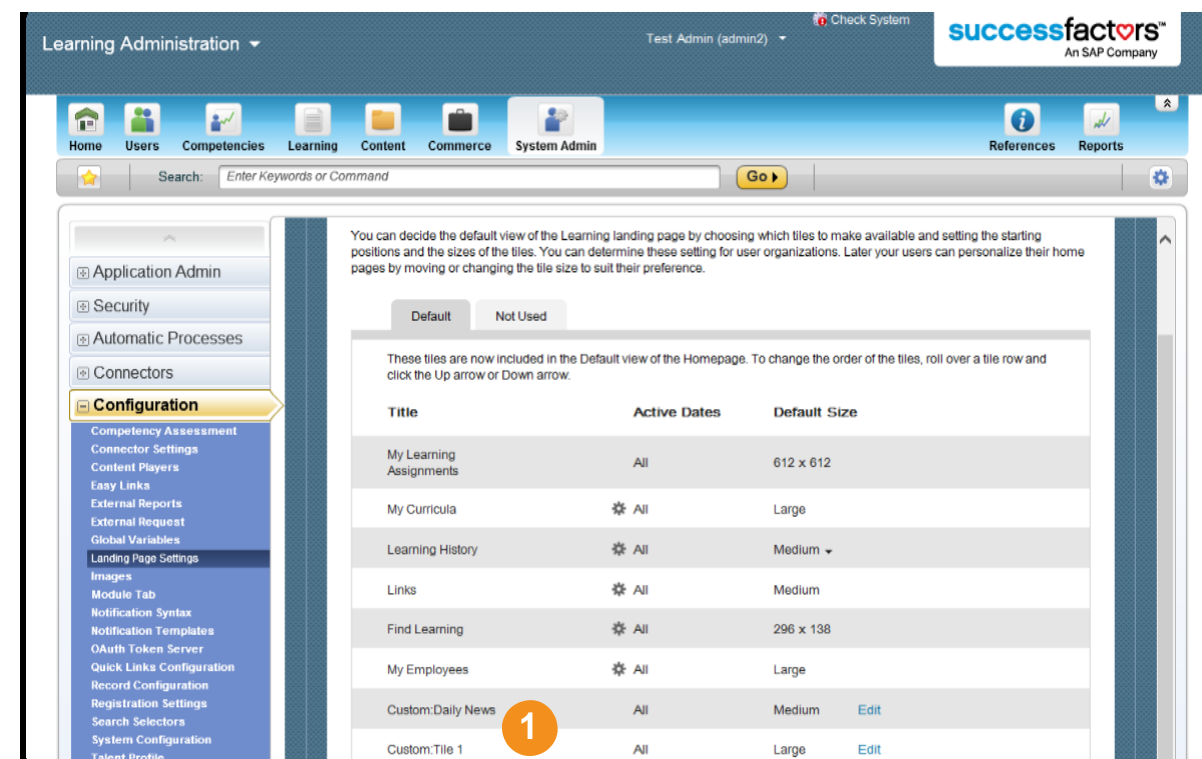 Learning Administration
Test Admin (admin2)
Check System
successfactors™
An SAP Company
Home
Users
Competencies
Learning
Content
Commerce
System Admin
References
Reports
Search:
Enter Keywords or Command
Go
Application Admin
Security
Automatic Processes
Connectors
Configuration
Competency Assessment
Connector Settings
Content Players
Easy Links
External Reports
External Request
Global Variables
Landing Page Settings
Images
Module Tab
Notification Syntax
Notification Templates
OAuth Token Server
Quick Links Configuration
Record Configuration
Registration Settings
Search Selectors
System Configuration
Talent Profile
You can decide the default view of the Learning landing page by choosing which tiles to make available and setting the starting
positions and the sizes of the tiles. You can determine these setting for user organizations. Later your users can personalize their home
pages by moving or changing the tile size to suit their preference.
Default
Not Used
These tiles are now included in the Default view of the Homepage. To change the order of the tiles, roll over a tile row and
click the Up arrow or Down arrow.
Title Active Dates Default Size
My Learning
Assignments
All 612 x 612
My Curricula All Large
Learning History All Medium
Links All Medium
Find Learning All 296 x 138
My Employees All Large
Custom:Daily News All Medium Edit
1
Custom:Tile 1 All Large Edit